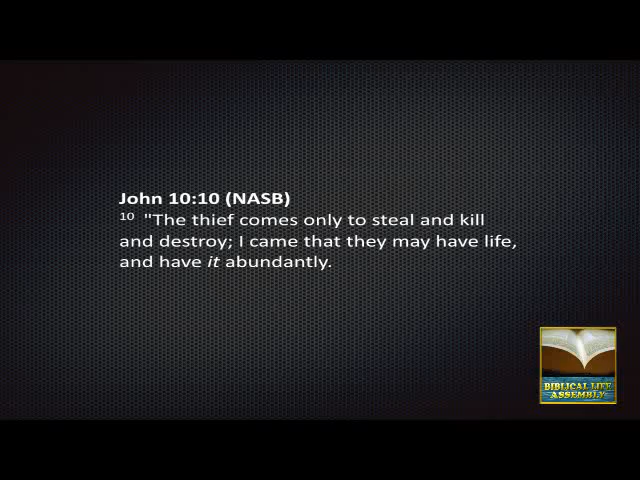 John 10:10 (NASB)
10 "The thief comes only to steal and kill
and destroy; I came that they may have life,
and have it abundantly.
BIBLICAL LIFE
ASSEMBLY